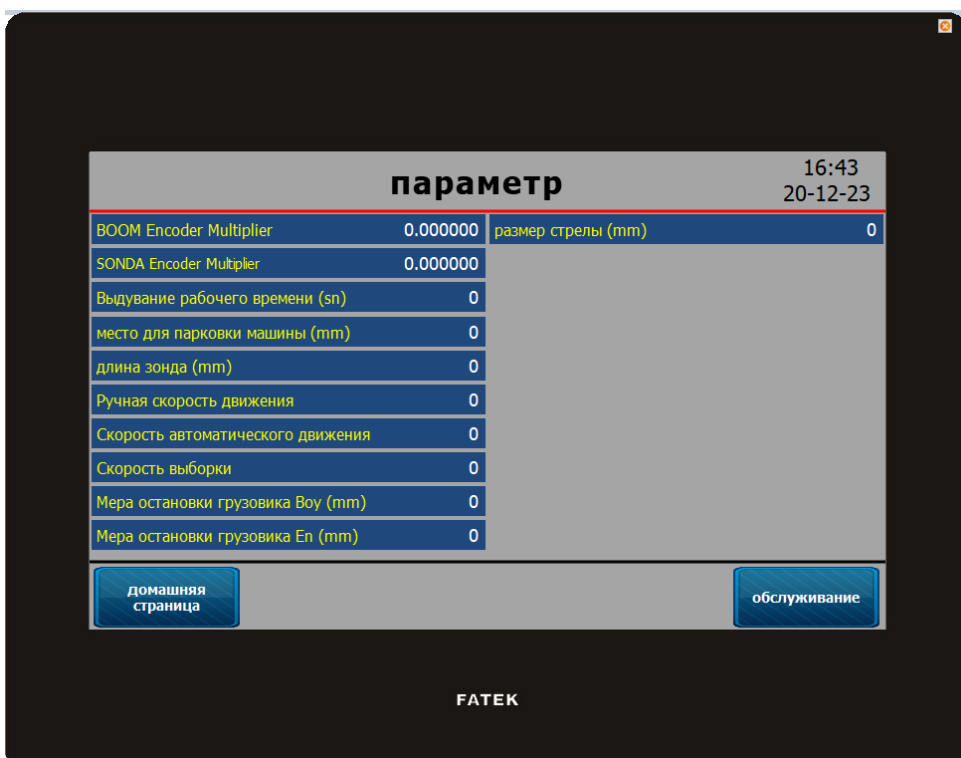 параметр
16:43
20-12-23
BOOM Encoder Multiplier 0.000000
размер стрелы (mm) 0
SONDA Encoder Multiplier 0.000000
Выдувание рабочего времени (sn) 0
место для парковки машины (mm) 0
длина зонда (mm) 0
Ручная скорость движения 0
Скорость автоматического движения 0
Скорость выборки 0
Мера остановки грузовика Boy (mm) 0
Мера остановки грузовика En (mm) 0
домашняя
страница
обслуживание
FATEK